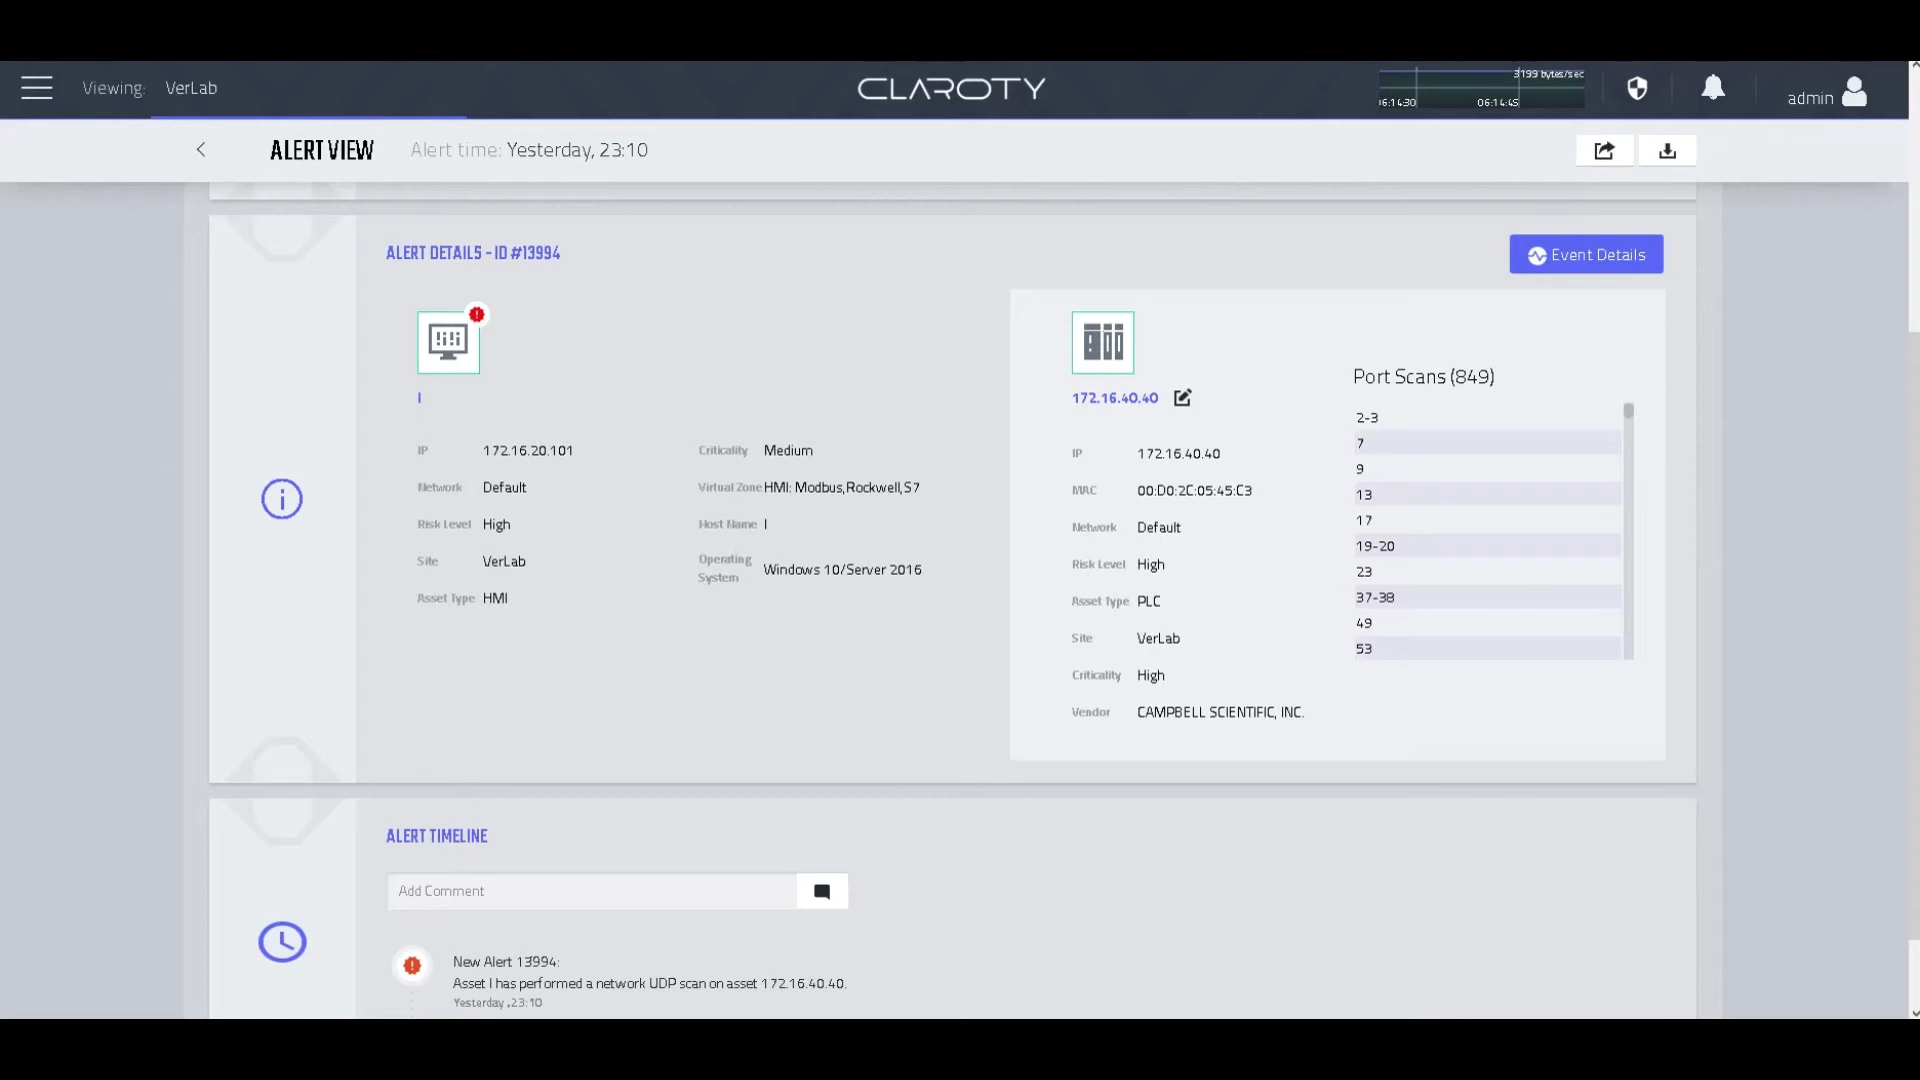 Viewing: VerLab
CLAROTY
3199 bytes/sec
06:14:30 06:14:45
admin
ALERT VIEW Alert time: Yesterday, 23:10
ALERT DETAILS - ID #13994
Event Details
I
IP 172.16.20.101
Network Default
Risk Level High
Site VerLab
Asset Type HMI
Criticality Medium
Virtual Zone HMI: Modbus,Rockwell,S7
Host Name I
Operating System Windows 10/Server 2016
172.16.40.40
IP 172.16.40.40
MAC 00:D0:2C:05:45:C3
Network Default
Risk Level High
Asset Type PLC
Site VerLab
Criticality High
Vendor CAMPBELL SCIENTIFIC, INC.
Port Scans (849)
2-3
7
9
13
17
19-20
23
37-38
49
53
ALERT TIMELINE
Add Comment
New Alert 13994:
Asset I has performed a network UDP scan on asset 172.16.40.40.
Yesterday ,23:10